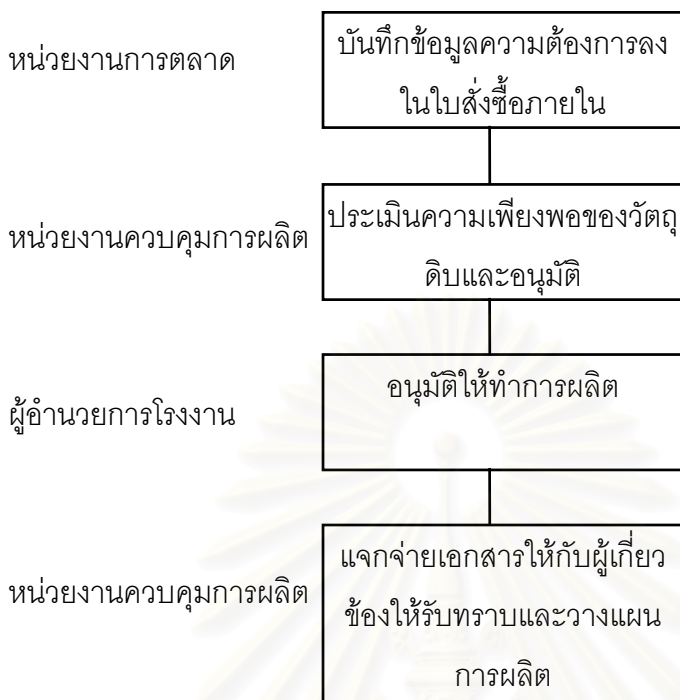 หน่วยงานการตลาด
บันทึกข้อมูลความต้องการลง
ในใบสั่งซื้อภายใน
หน่วยงานควบคุมการผลิต
ประเมินความเพียงพอของวัตถุ
ดิบและอนุมัติ
ผู้อำนวยการโรงงาน
อนุมัติให้ทำการผลิต
หน่วยงานควบคุมการผลิต
แจกจ่ายเอกสารให้กับผู้เกี่ยว
ข้องให้รับทราบและวางแผน
การผลิต